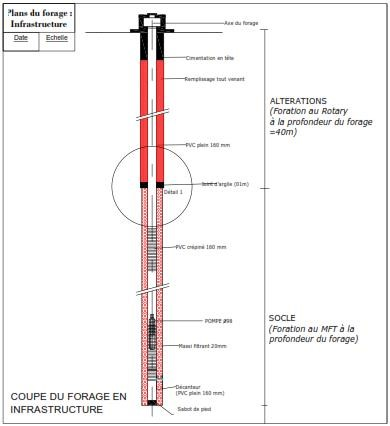 Plans du forage :
Infrastructure
Date Echelle
Axe du forage
Cimentation en tête
Remplissage tout venant
ALTERATIONS
(Foration au Rotary
à la profondeur du forage
=40m)
PVC plein 160 mm
Joint d'argile (01m)
Détail 1
PVC crépiné 160 mm
POMPE Ø98
SOCLE
(Foration au MFT à la
profondeur du forage)
Massi filtrant 20mm
Décanteur
(PVC plein 160 mm)
Sabot de pied
COUPE DU FORAGE EN
INFRASTRUCTURE